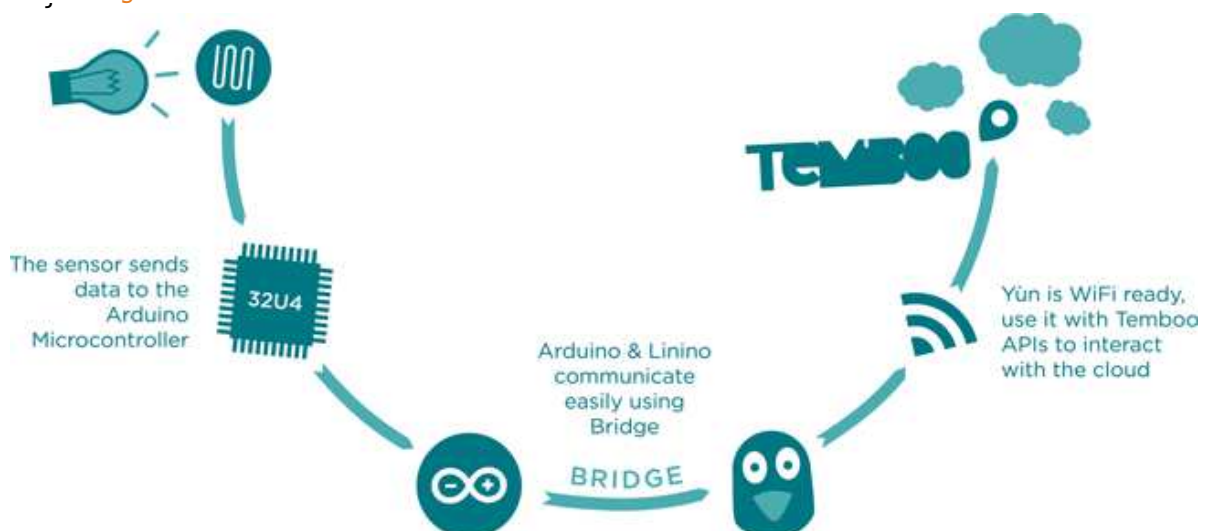 TEMBOO
The sensor sends
data to the
Arduino
Microcontroller
32U4
Arduino & Linino
communicate
easily using
Bridge
BRIDGE
Yùn is WiFi ready,
use it with Temboo
APIs to interact
with the cloud